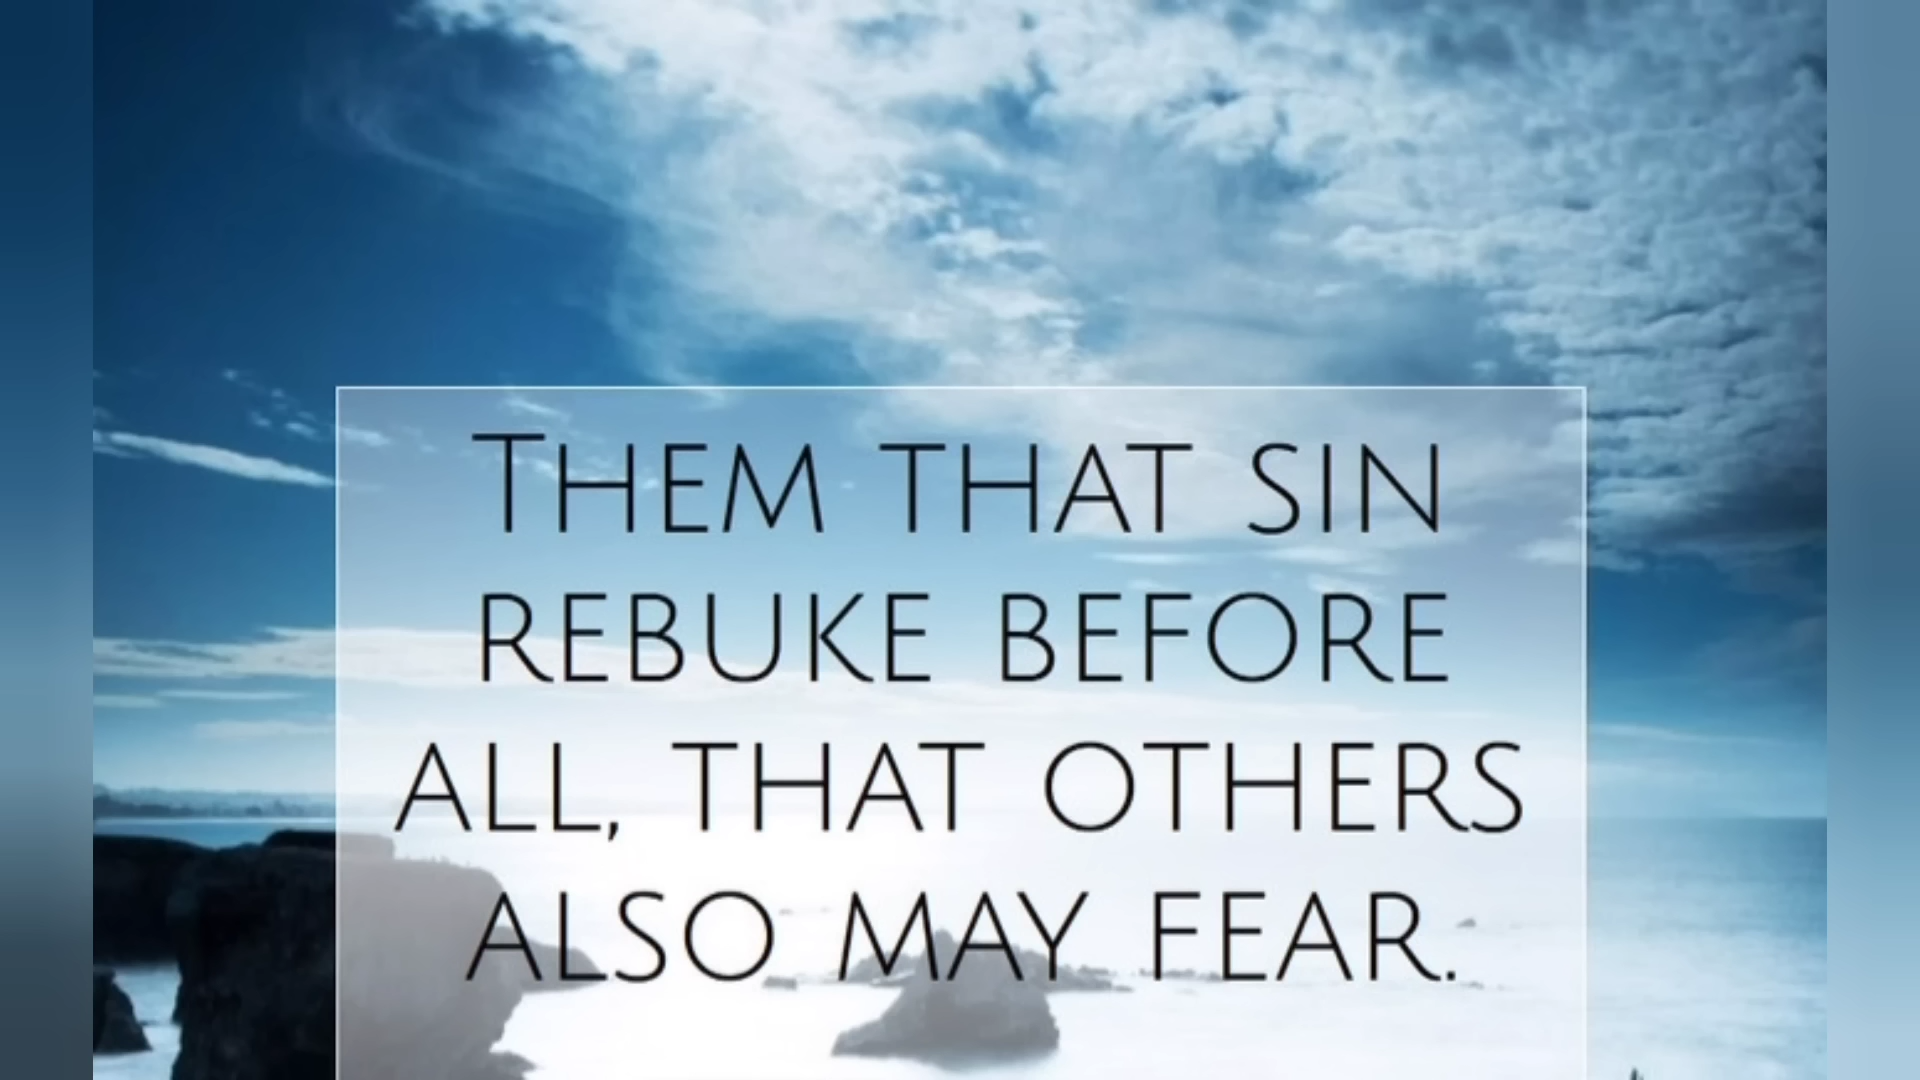 Them that sin
rebuke before
all, that others
also may fear.